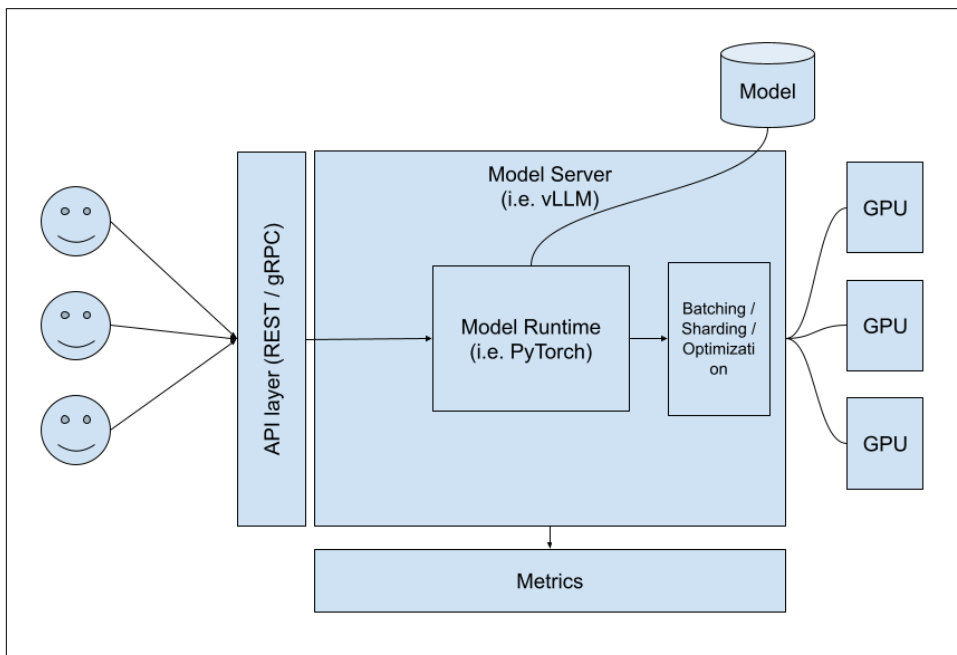 Model
Model Server
(i.e. vLLM)
API layer (REST / gRPC)
Model Runtime
(i.e. PyTorch)
Batching /
Sharding /
Optimizati
on
GPU
GPU
GPU
Metrics